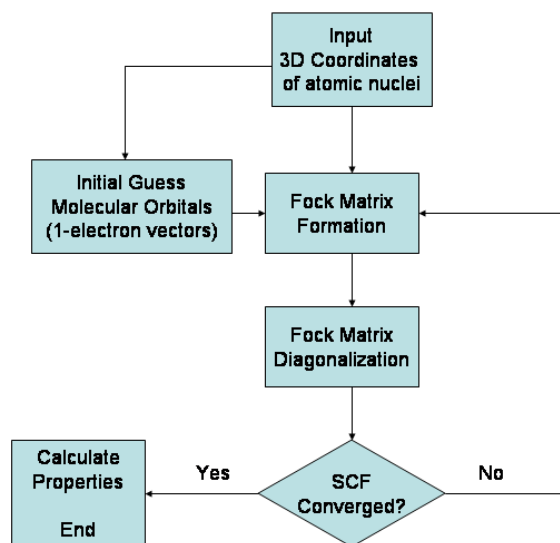 Input
3D Coordinates
of atomic nuclei
Initial Guess
Molecular Orbitals
(1-electron vectors)
Fock Matrix
Formation
Fock Matrix
Diagonalization
SCF
Converged?
Yes
No
Calculate
Properties
End